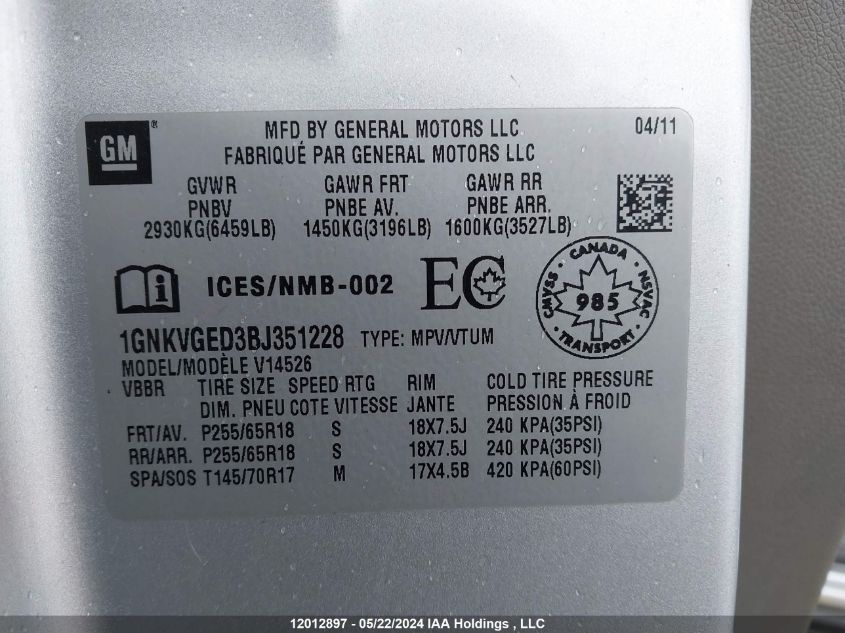 GM®
MFD BY GENERAL MOTORS LLC 04/11
FABRIQUÉ PAR GENERAL MOTORS LLC
GVWR GAWR FRT GAWR RR
PNBV PNBE AV. PNBE ARR.
2930KG(6459LB) 1450KG(3196LB) 1600KG(3527LB)
i ICES/NMB-002 EC
CANADA
CMVSS 985 NSVAC
TRANSPORT
1GNKVGED3BJ351228 TYPE: MPV/VTUM
MODEL/MODÈLE V14526
VBBR TIRE SIZE SPEED RTG RIM COLD TIRE PRESSURE
DIM. PNEU COTE VITESSE JANTE PRESSION À FROID
FRT/AV. P255/65R18 S 18X7.5J 240 KPA(35PSI)
RR/ARR. P255/65R18 S 18X7.5J 240 KPA(35PSI)
SPA/SOS T145/70R17 M 17X4.5B 420 KPA(60PSI)
12012897 - 05/22/2024 IAA Holdings , LLC